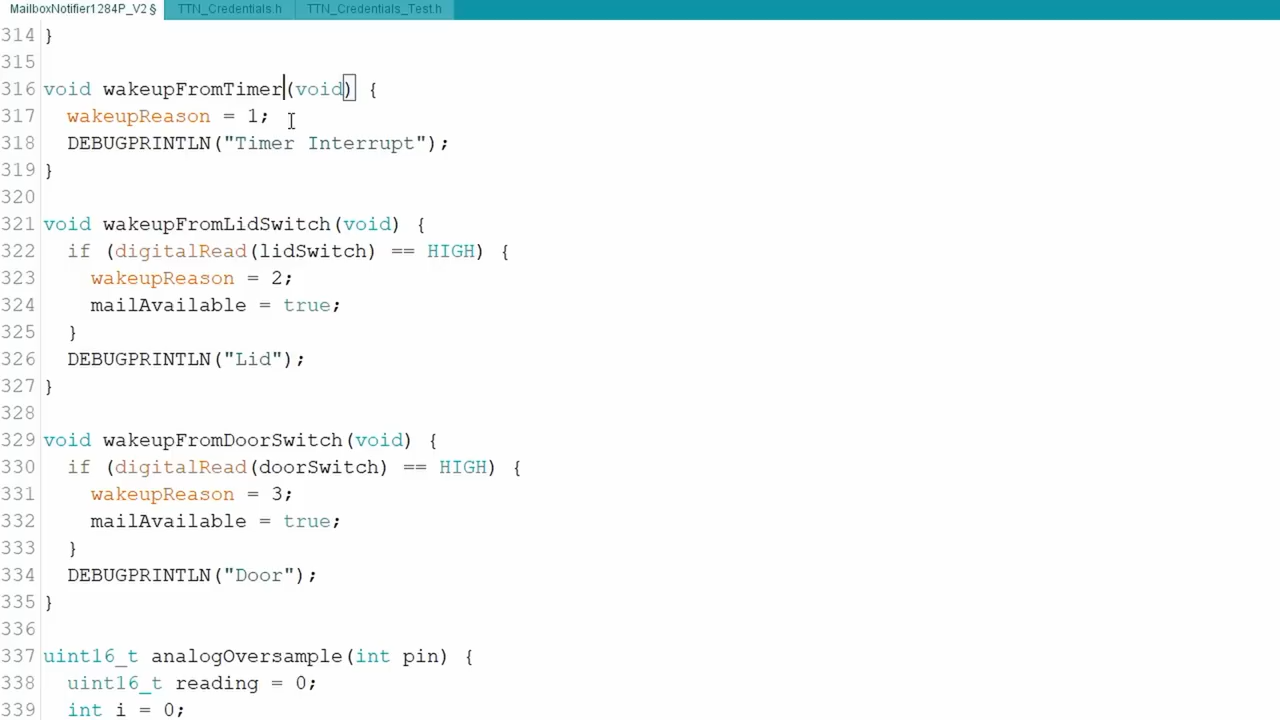 MailboxNotifier1284P_V2 § TTN_Credentials.h TTN_Credentials_Test.h
314 }
315
316 void wakeupFromTimer(void) {
317   wakeupReason = 1;
318   DEBUGPRINTLN("Timer Interrupt");
319 }
320
321 void wakeupFromLidSwitch(void) {
322   if (digitalRead(lidSwitch) == HIGH) {
323     wakeupReason = 2;
324     mailAvailable = true;
325   }
326   DEBUGPRINTLN("Lid");
327 }
328
329 void wakeupFromDoorSwitch(void) {
330   if (digitalRead(doorSwitch) == HIGH) {
331     wakeupReason = 3;
332     mailAvailable = true;
333   }
334   DEBUGPRINTLN("Door");
335 }
336
337 uint16_t analogOversample(int pin) {
338   uint16_t reading = 0;
339   int i = 0;